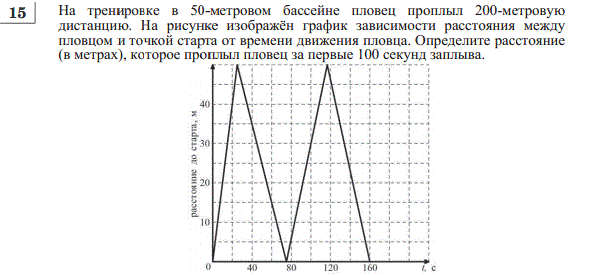 15
На тренировке в 50-метровом бассейне пловец проплыл 200-метровую
дистанцию. На рисунке изображён график зависимости расстояния между
пловцом и точкой старта от времени движения пловца. Определите расстояние
(в метрах), которое проплыл пловец за первые 100 секунд заплыва.
расстояние до старта, м
40
30
20
10
0 40 80 120 160 t, с